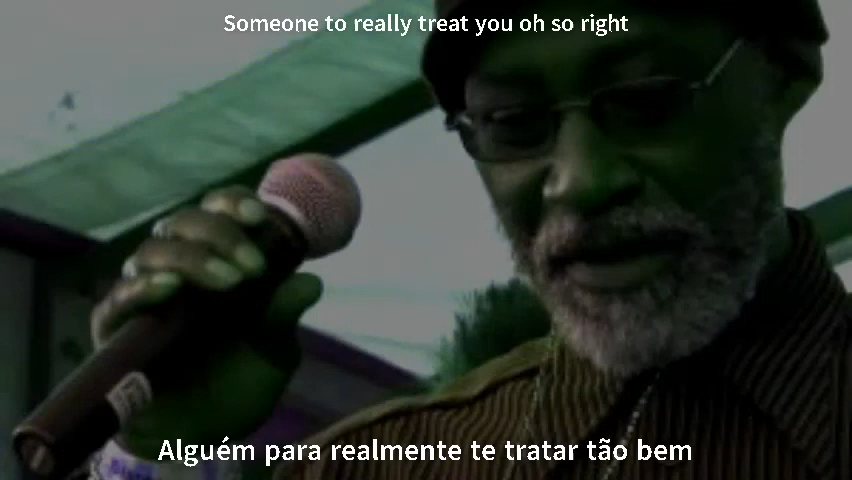 Someone to really treat you oh so right
Alguém para realmente te tratar tão bem